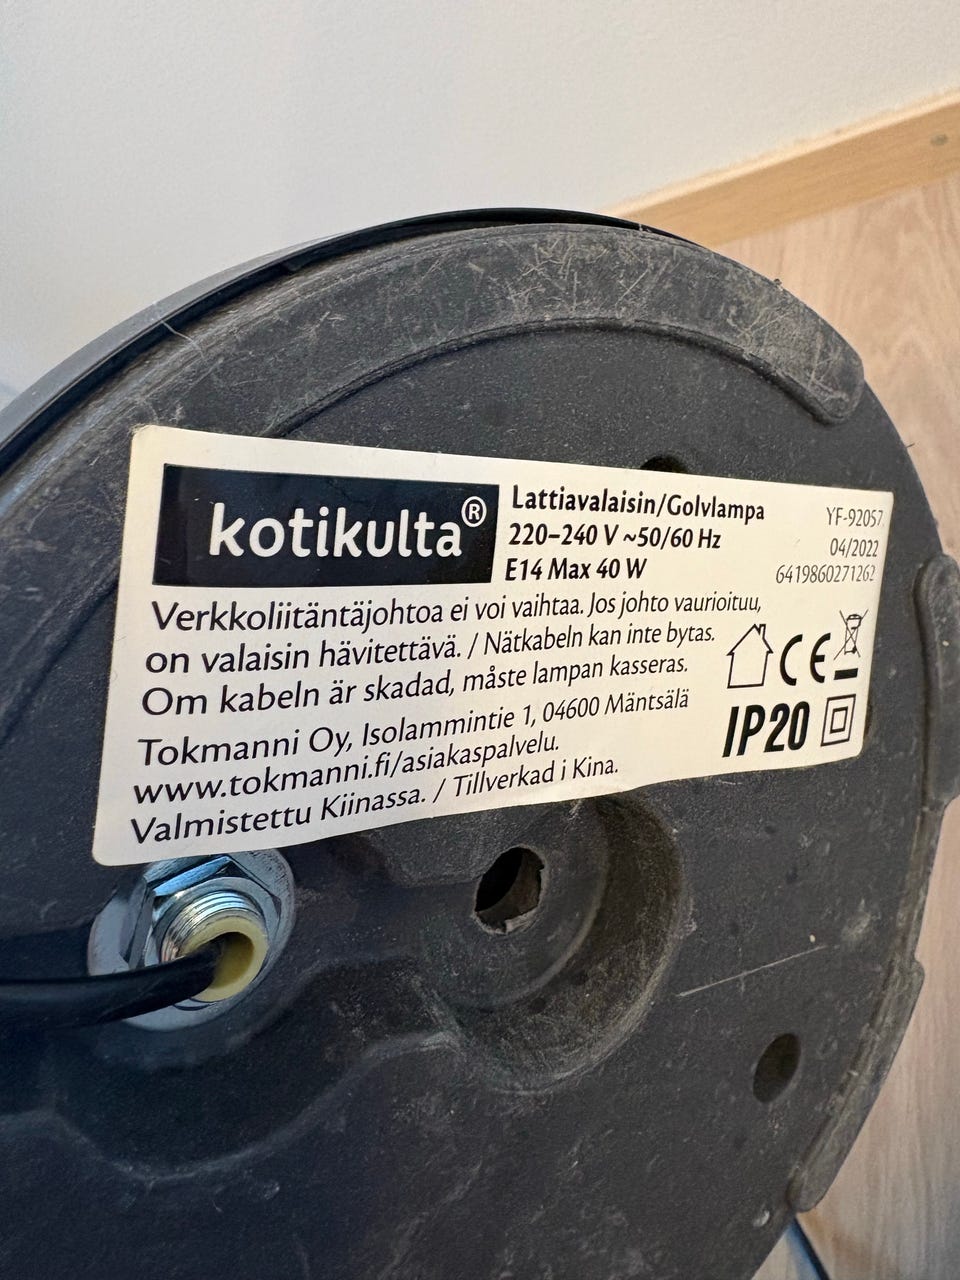 kotikulta®
Lattiavalaisin/Golvlampa
220–240 V ~50/60 Hz
E14 Max 40 W
YF-92057
04/2022
6419860271262
Verkkoliitäntäjohtoa ei voi vaihtaa. Jos johto vaurioituu,
on valaisin hävitettävä. / Nätkabeln kan inte bytas.
Om kabeln är skadad, måste lampan kasseras.
Tokmanni Oy, Isolammintie 1, 04600 Mäntsälä
www.tokmanni.fi/asiakaspalvelu.
Valmistettu Kiinassa. / Tillverkad i Kina.
CE
IP20